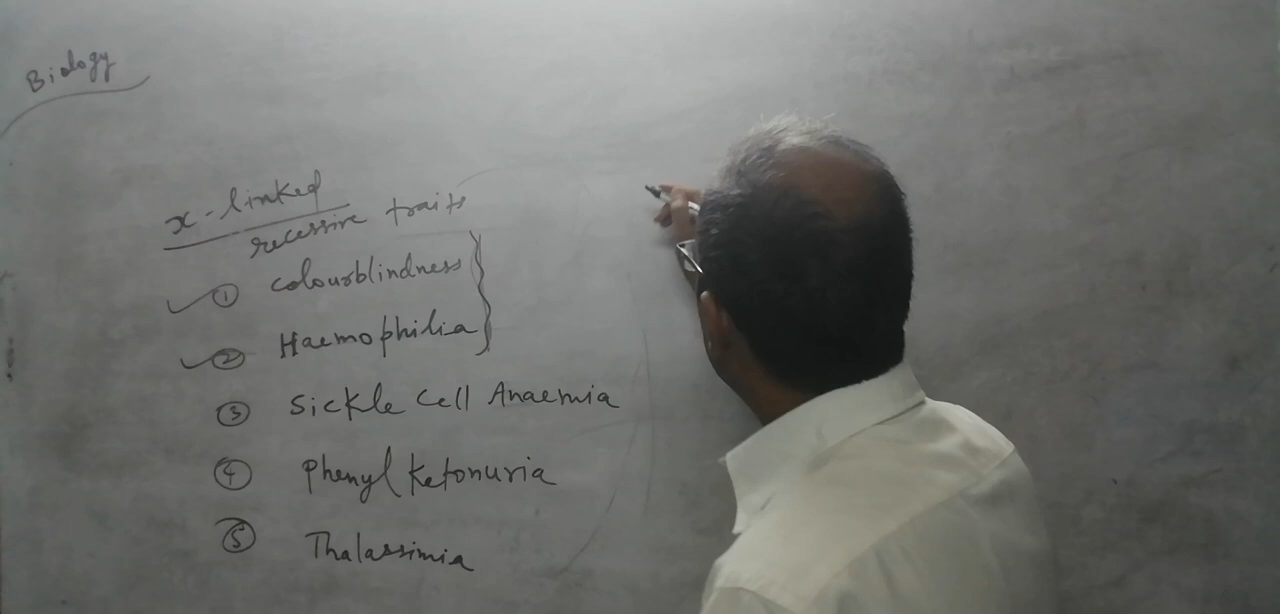 Biology
x-linked
recessive traits
① colourblindness
② Haemophilia
③ Sickle Cell Anaemia
④ Phenyl Ketonuria
⑤ Thalassimia